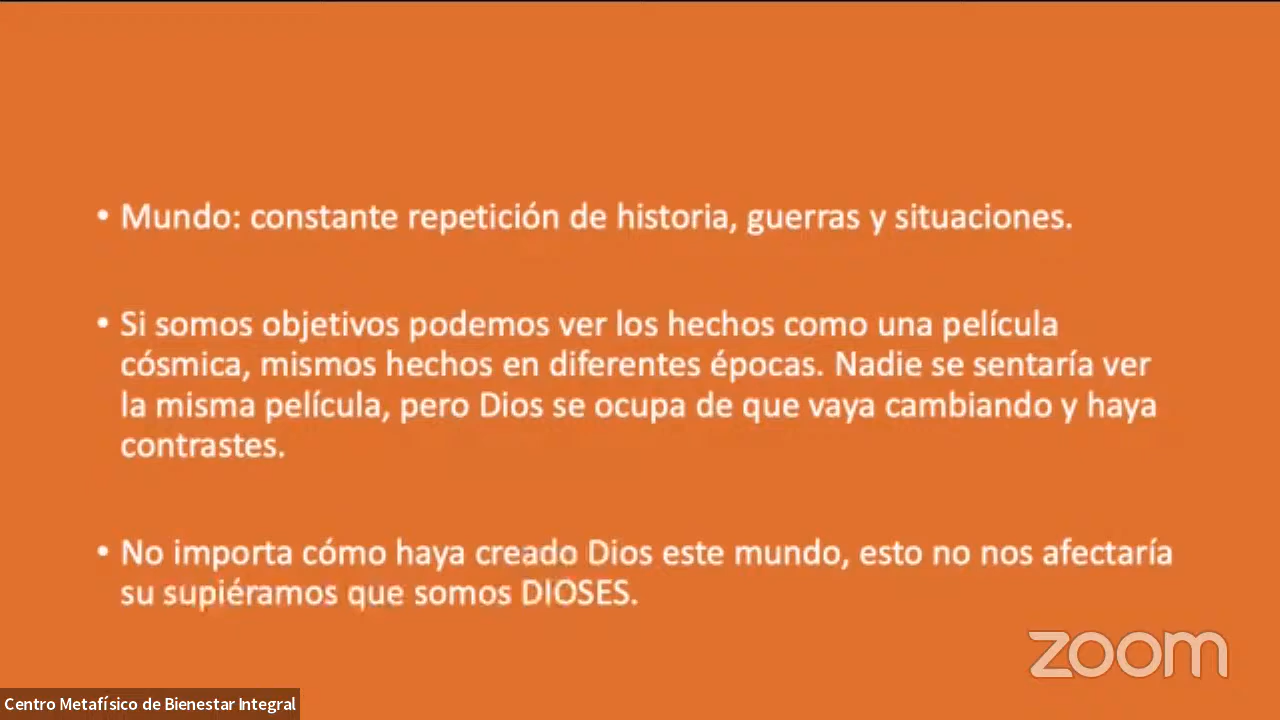 • Mundo: constante repetición de historia, guerras y situaciones.
• Si somos objetivos podemos ver los hechos como una película
cósmica, mismos hechos en diferentes épocas. Nadie se sentaría ver
la misma película, pero Dios se ocupa de que vaya cambiando y haya
contrastes.
• No importa cómo haya creado Dios este mundo, esto no nos afectaría
su supiéramos que somos DIOSES.
zoom
Centro Metafísico de Bienestar Integral